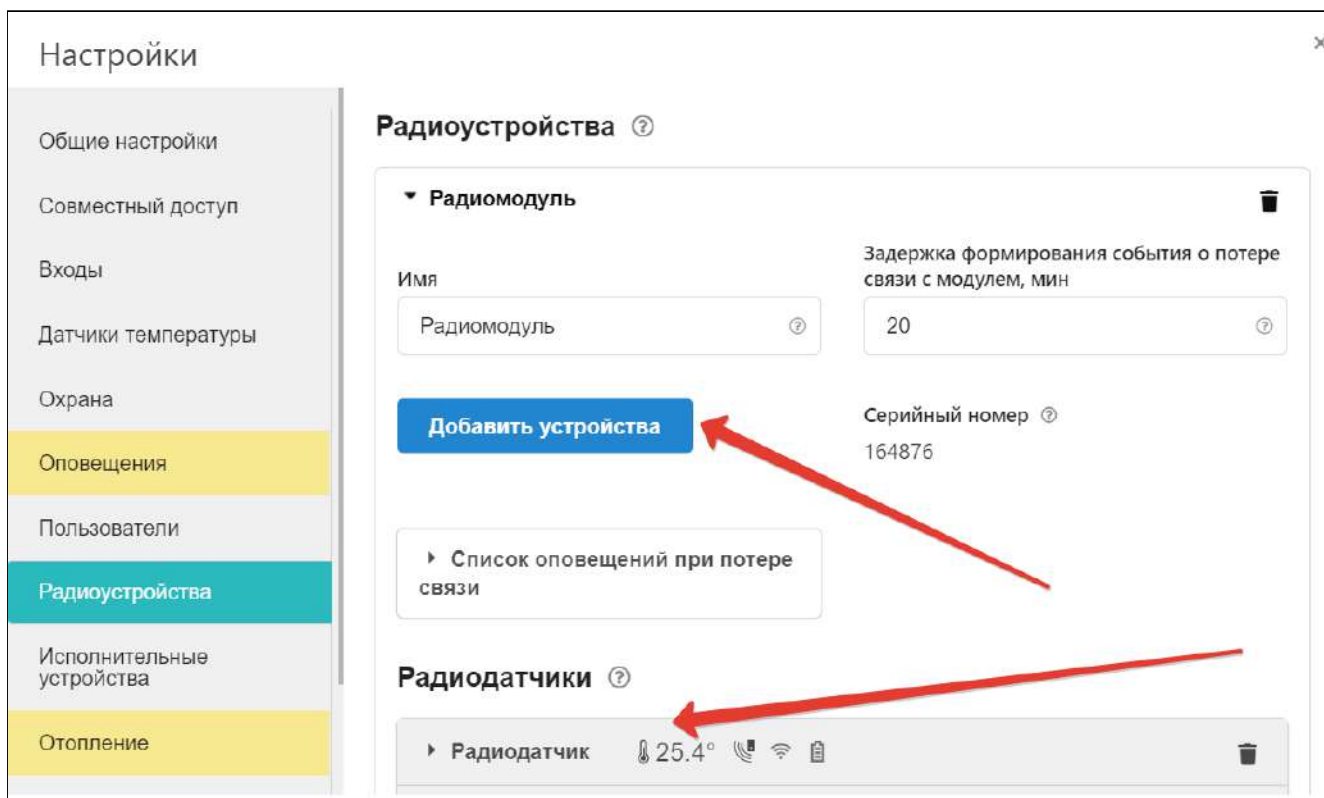 Настройки
Общие настройки
Совместный доступ
Входы
Датчики температуры
Охрана
Оповещения
Пользователи
Радиоустройства
Исполнительные
устройства
Отопление
Радиоустройства
Радиомодуль
Имя
Радиомодуль
Задержка формирования события о потере
связи с модулем, мин
20
Добавить устройства
Серийный номер
164876
Список оповещений при потере
связи
Радиодатчики
Радиодатчик 25.4°